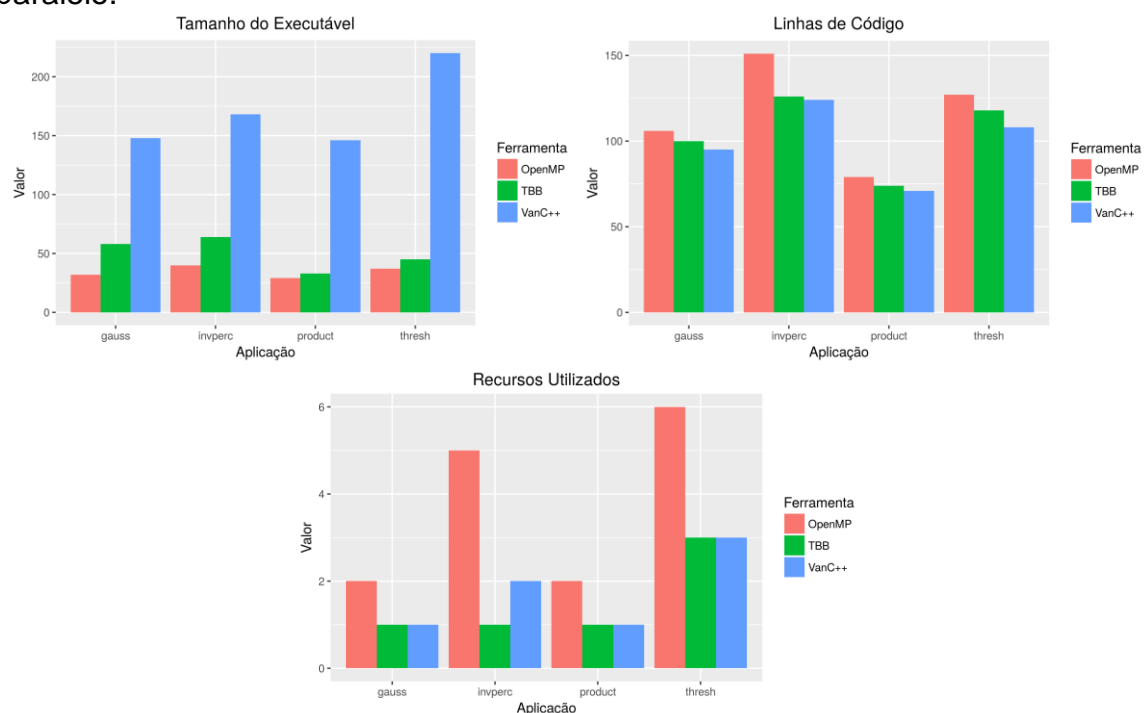 paralelo.
Tamanho do Executável
200
150
100
50
0
Valor
gauss
invperc
product
thresh
Aplicação
Ferramenta
OpenMP
TBB
VanC++
Linhas de Código
150
100
50
0
Valor
gauss
invperc
product
thresh
Aplicação
Ferramenta
OpenMP
TBB
VanC++
Recursos Utilizados
6
4
2
0
Valor
gauss
invperc
product
thresh
Aplicação
Ferramenta
OpenMP
TBB
VanC++